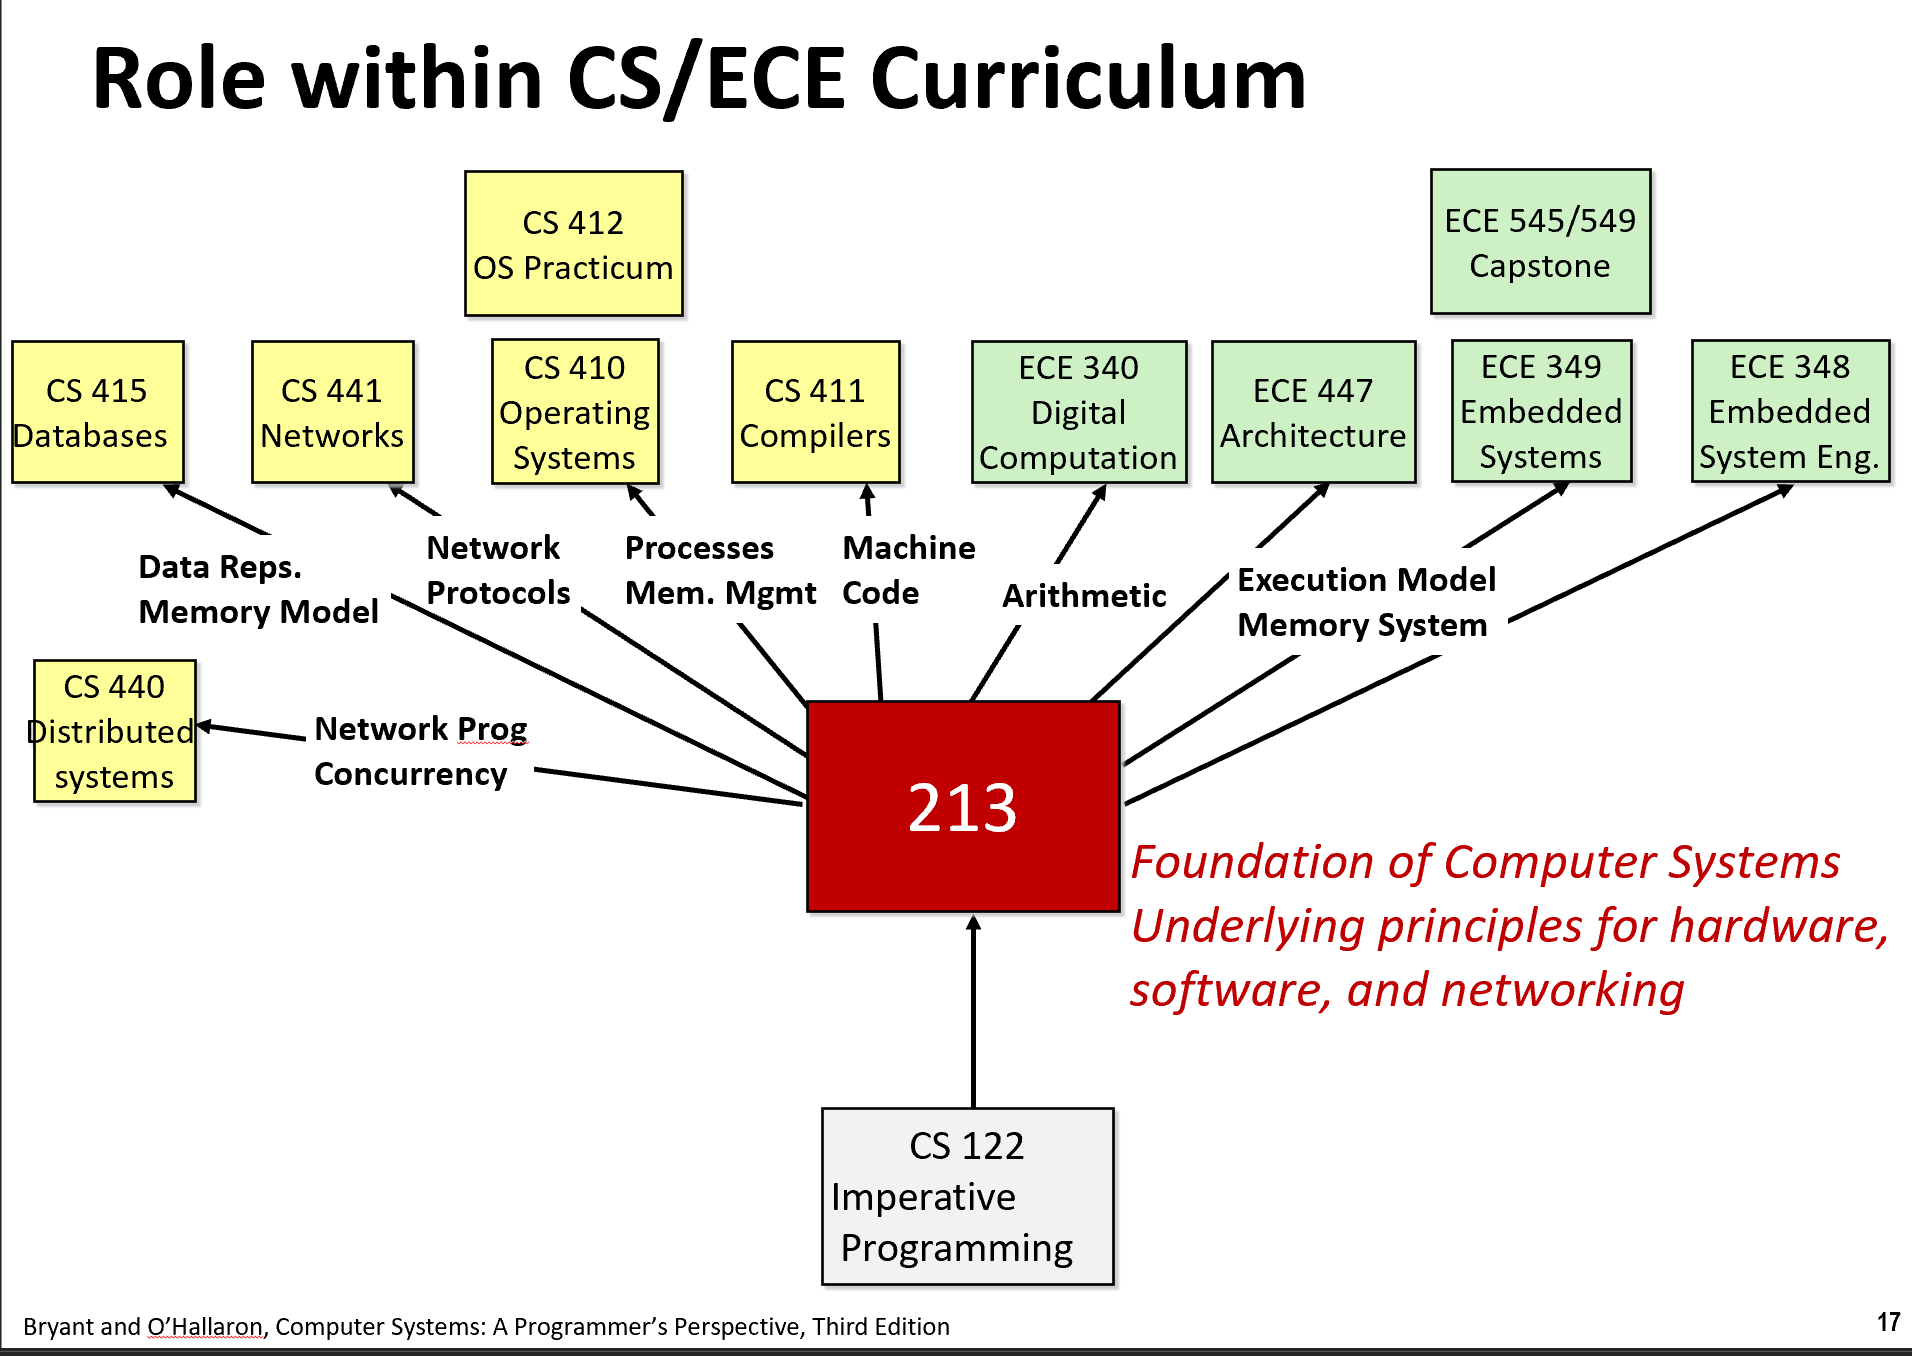 Role within CS/ECE Curriculum
CS 412
OS Practicum
ECE 545/549
Capstone
CS 415
Databases
CS 441
Networks
CS 410
Operating
Systems
CS 411
Compilers
ECE 340
Digital
Computation
ECE 447
Architecture
ECE 349
Embedded
Systems
ECE 348
Embedded
System Eng.
Data Reps.
Memory Model
Network
Protocols
Processes
Mem. Mgmt
Machine
Code
Arithmetic
Execution Model
Memory System
CS 440
Distributed
systems
Network Prog
Concurrency
213
Foundation of Computer Systems
Underlying principles for hardware,
software, and networking
CS 122
Imperative
Programming
Bryant and O’Hallaron, Computer Systems: A Programmer’s Perspective, Third Edition
17